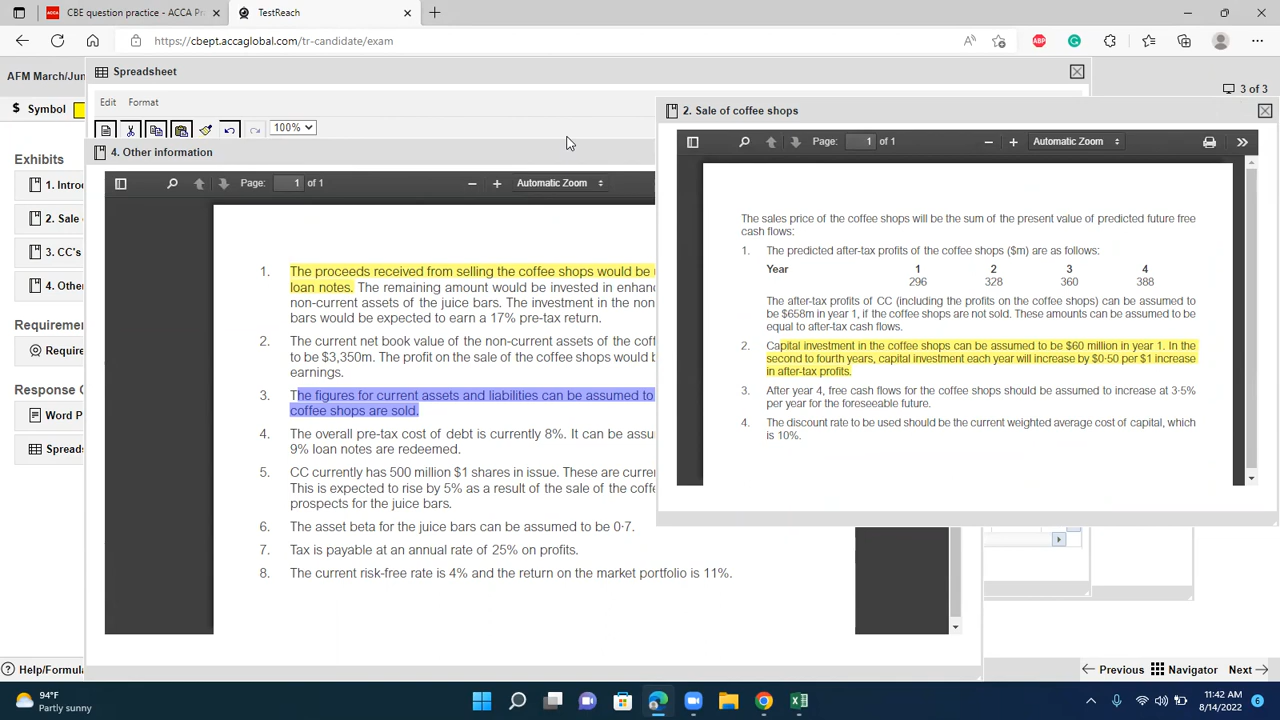 CBE question practice - ACCA Pr
TestReach
https://cbept.accaglobal.com/tr-candidate/exam
AFM March/Jun
Spreadsheet
3 of 3
$ Symbol
Edit Format
100%
2. Sale of coffee shops
4. Other information
Page: 1 of 1 Automatic Zoom
Page: 1 of 1 Automatic Zoom
Exhibits
1. Introd
2. Sale o
3. CC's
4. Other
Requirem
Require
Response O
Word P
Spreads
1. The proceeds received from selling the coffee shops would be
loan notes. The remaining amount would be invested in enhanc
non-current assets of the juice bars. The investment in the non
bars would be expected to earn a 17% pre-tax return.
2. The current net book value of the non-current assets of the coff
to be $3,350m. The profit on the sale of the coffee shops would b
earnings.
3. The figures for current assets and liabilities can be assumed to
coffee shops are sold.
4. The overall pre-tax cost of debt is currently 8%. It can be assu
9% loan notes are redeemed.
5. CC currently has 500 million $1 shares in issue. These are curren
This is expected to rise by 5% as a result of the sale of the coffe
prospects for the juice bars.
6. The asset beta for the juice bars can be assumed to be 0·7.
7. Tax is payable at an annual rate of 25% on profits.
8. The current risk-free rate is 4% and the return on the market portfolio is 11%.
The sales price of the coffee shops will be the sum of the present value of predicted future free
cash flows:
1. The predicted after-tax profits of the coffee shops ($m) are as follows:
Year 1 2 3 4
296 328 360 388
The after-tax profits of CC (including the profits on the coffee shops) can be assumed to
be $658m in year 1, if the coffee shops are not sold. These amounts can be assumed to be
equal to after-tax cash flows.
2. Capital investment in the coffee shops can be assumed to be $60 million in year 1. In the
second to fourth years, capital investment each year will increase by $0·50 per $1 increase
in after-tax profits.
3. After year 4, free cash flows for the coffee shops should be assumed to increase at 3·5%
per year for the foreseeable future.
4. The discount rate to be used should be the current weighted average cost of capital, which
is 10%.
Help/Formula
Previous Navigator Next
94°F
Partly sunny
11:42 AM
8/14/2022
6